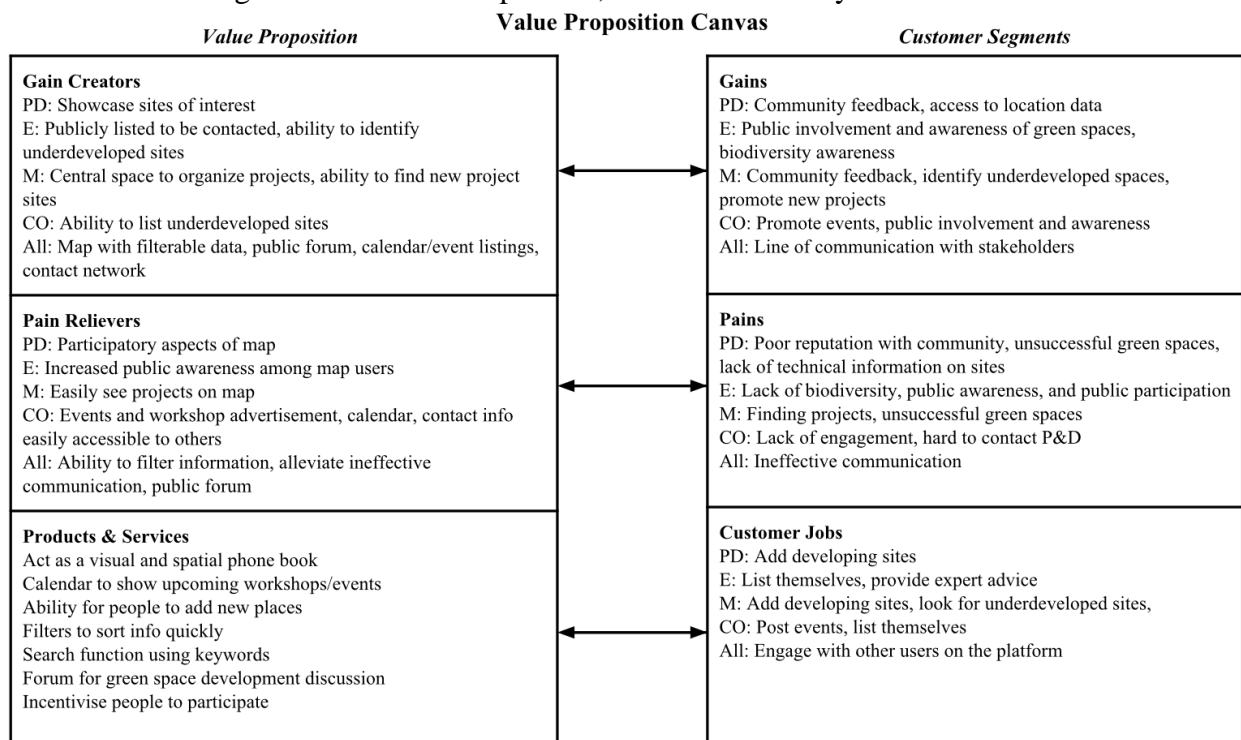 Value Proposition Canvas
Value Proposition
Customer Segments
Gain Creators
PD: Showcase sites of interest
E: Publicly listed to be contacted, ability to identify
underdeveloped sites
M: Central space to organize projects, ability to find new project
sites
CO: Ability to list underdeveloped sites
All: Map with filterable data, public forum, calendar/event listings,
contact network
Pain Relievers
PD: Participatory aspects of map
E: Increased public awareness among map users
M: Easily see projects on map
CO: Events and workshop advertisement, calendar, contact info
easily accessible to others
All: Ability to filter information, alleviate ineffective
communication, public forum
Products & Services
Act as a visual and spatial phone book
Calendar to show upcoming workshops/events
Ability for people to add new places
Filters to sort info quickly
Search function using keywords
Forum for green space development discussion
Incentivise people to participate
Gains
PD: Community feedback, access to location data
E: Public involvement and awareness of green spaces,
biodiversity awareness
M: Community feedback, identify underdeveloped spaces,
promote new projects
CO: Promote events, public involvement and awareness
All: Line of communication with stakeholders
Pains
PD: Poor reputation with community, unsuccessful green spaces,
lack of technical information on sites
E: Lack of biodiversity, public awareness, and public participation
M: Finding projects, unsuccessful green spaces
CO: Lack of engagement, hard to contact P&D
All: Ineffective communication
Customer Jobs
PD: Add developing sites
E: List themselves, provide expert advice
M: Add developing sites, look for underdeveloped sites,
CO: Post events, list themselves
All: Engage with other users on the platform